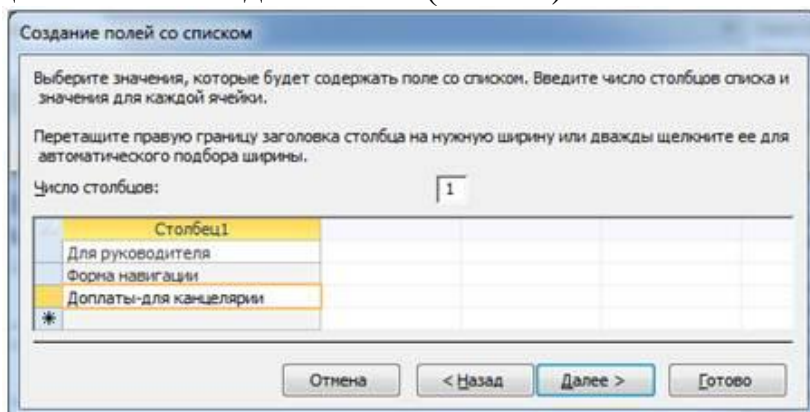 Создание полей со списком
Выберите значения, которые будет содержать поле со списком. Введите число столбцов списка и
значения для каждой ячейки.
Перетащите правую границу заголовка столбца на нужную ширину или дважды щелкните ее для
автоматического подбора ширины.
Число столбцов: 1
Столбец1
Для руководителя
Форма навигации
Доплаты-для канцелярии
Отмена < Назад Далее > Готово